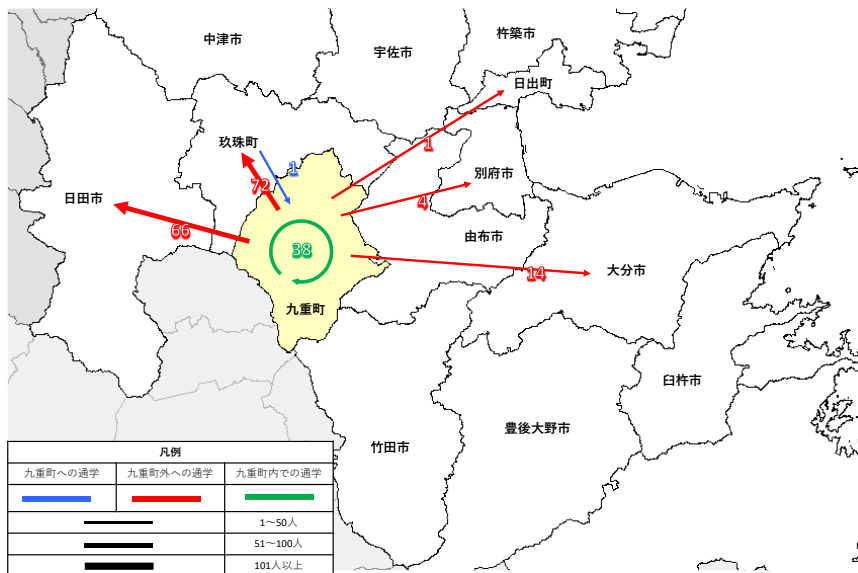 中津市
宇佐市
杵築市
日出町
玖珠町
1
1
72
別府市
日田市
4
66
由布市
38
14
大分市
九重町
臼杵市
豊後大野市
竹田市
凡例
九重町への通学 九重町外への通学 九重町内での通学
1～50人
51～100人
101人以上